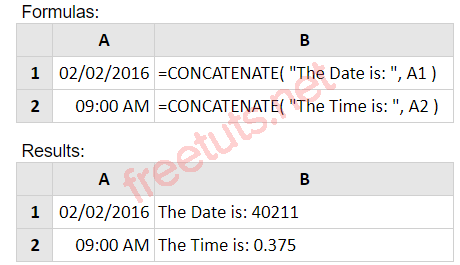 Formulas:
A B
1 02/02/2016 =CONCATENATE( "The Date is: ", A1 )
2 09:00 AM =CONCATENATE( "The Time is: ", A2 )
Results:
A B
1 02/02/2016 The Date is: 40211
2 09:00 AM The Time is: 0.375
freetuts.net